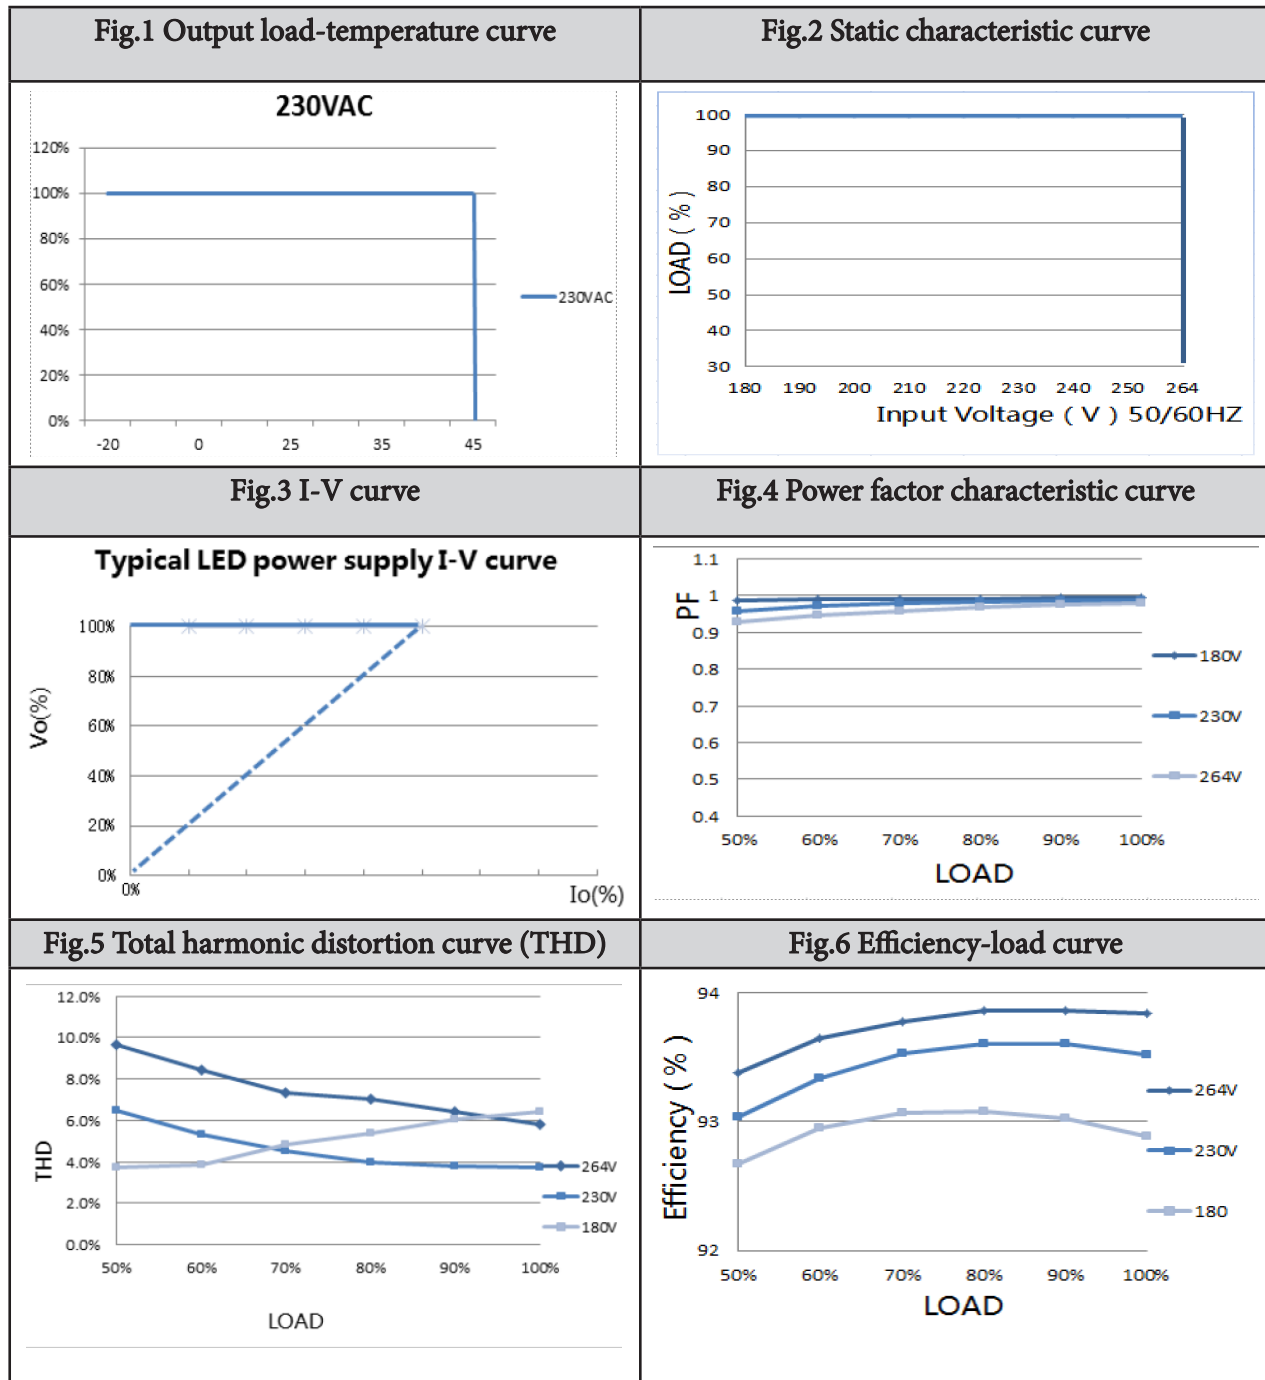 Fig.1 Output load-temperature curve
Fig.2 Static characteristic curve
230VAC
120%
100%
80%
60%
40%
20%
0%
-20 0 25 35 45
230VAC
LOAD ( % )
100
90
80
70
60
50
40
30
180 190 200 210 220 230 240 250 264
Input Voltage ( V ) 50/60HZ
Fig.3 I-V curve
Fig.4 Power factor characteristic curve
Typical LED power supply I-V curve
Vo(%)
100%
80%
60%
40%
20%
0%
0%
Io(%)
PF
1.1
1
0.9
0.8
0.7
0.6
0.5
0.4
50% 60% 70% 80% 90% 100%
LOAD
180V
230V
264V
Fig.5 Total harmonic distortion curve (THD)
Fig.6 Efficiency-load curve
THD
12.0%
10.0%
8.0%
6.0%
4.0%
2.0%
0.0%
50% 60% 70% 80% 90% 100%
LOAD
264V
230V
180V
Efficiency ( % )
94
93
92
50% 60% 70% 80% 90% 100%
LOAD
264V
230V
180